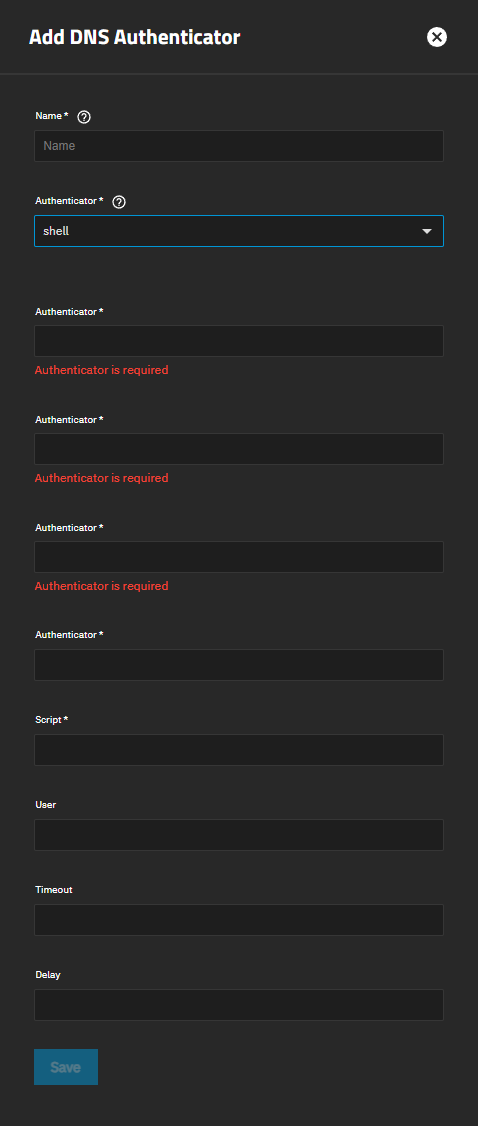 Add DNS Authenticator
Name *
Name
Authenticator *
shell
Authenticator *
Authenticator is required
Authenticator *
Authenticator is required
Authenticator *
Authenticator is required
Authenticator *
Script *
User
Timeout
Delay
Save